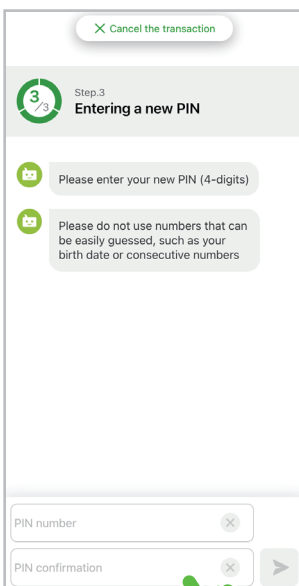 Cancel the transaction
3/3
Step.3
Entering a new PIN
Please enter your new PIN (4-digits)
Please do not use numbers that can
be easily guessed, such as your
birth date or consecutive numbers
PIN number
PIN confirmation